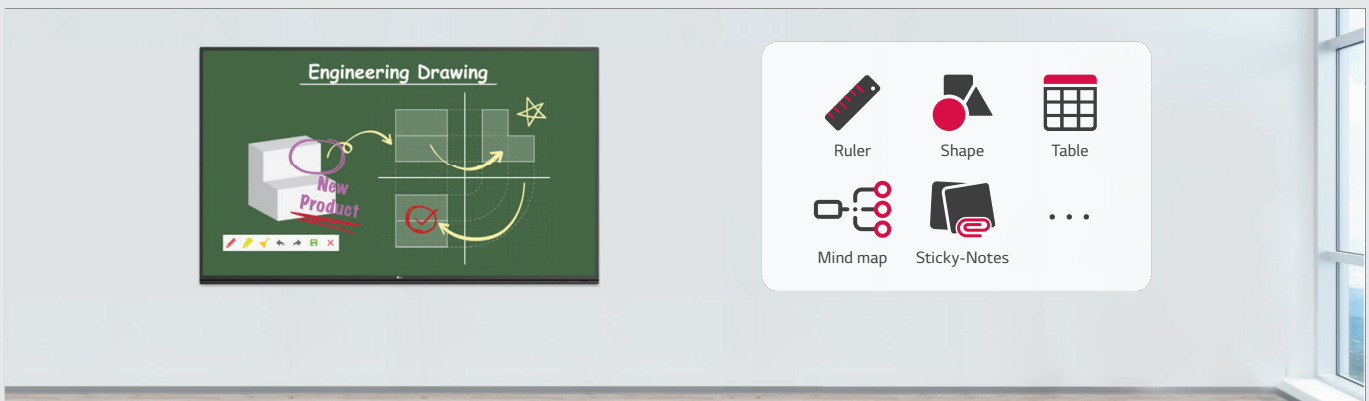 Engineering Drawing
New
Product
Ruler
Shape
Table
Mind map
Sticky-Notes
...